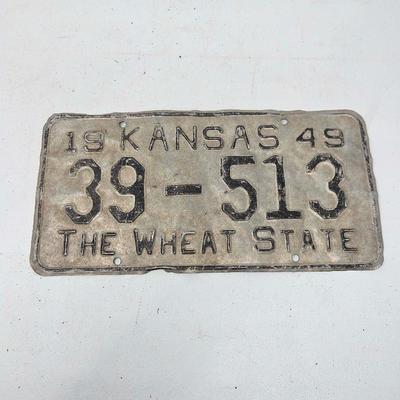 19 KANSAS 49
39-513
THE WHEAT STATE